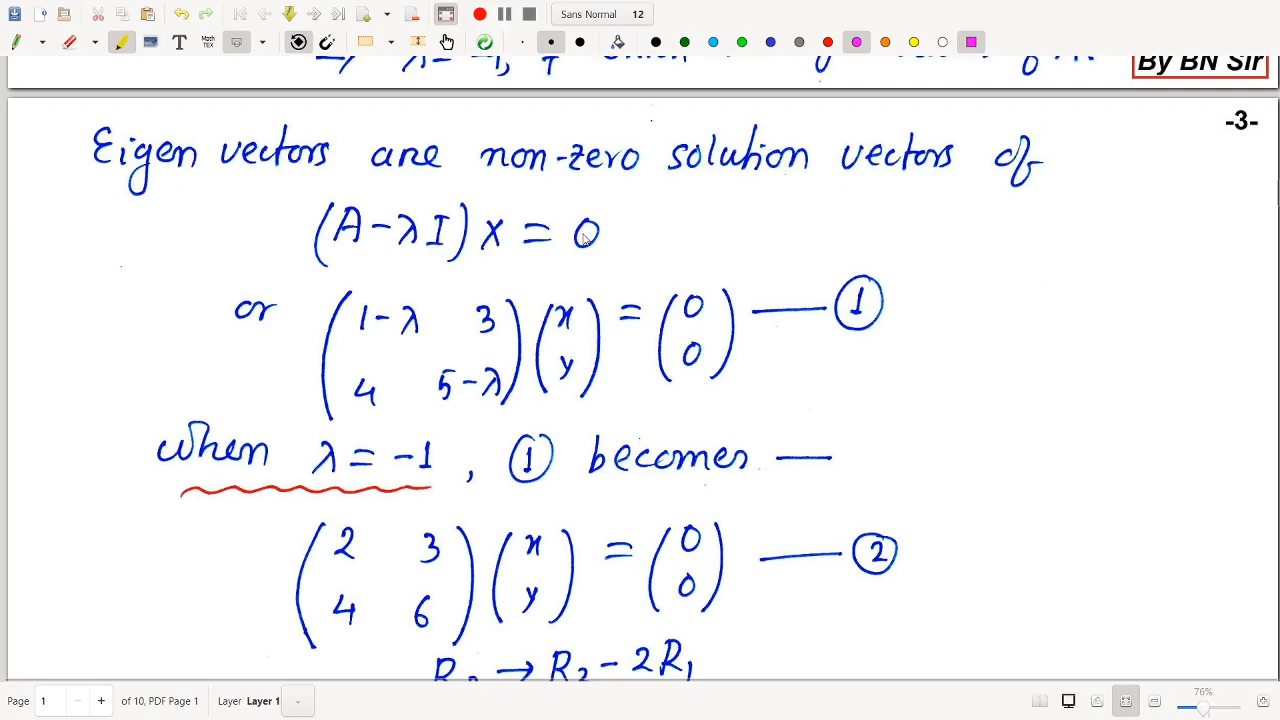 Sans Normal 12
MATH TEX
By BN Sir
-3-
Eigen vectors are non-zero solution vectors of
(A-λI) X = 0
or (1-λ 3 (x = (0 —— ①
4 5-λ) y) 0)
when λ = -1, ① becomes —
(2 3 (x = (0 —— ②
4 6) y) 0)
R₂ → R₂ - 2R₁
Page 1 of 10, PDF Page 1 Layer Layer 1 76%